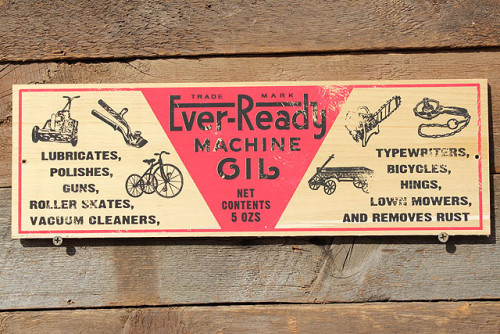 TRADE MARK
Ever-Ready
MACHINE
OIL
NET
CONTENTS
5 OZS
LUBRICATES,
POLISHES,
GUNS,
ROLLER SKATES,
VACUUM CLEANERS,
TYPEWRITERS,
BICYCLES,
HINGS,
LOWN MOWERS,
AND REMOVES RUST